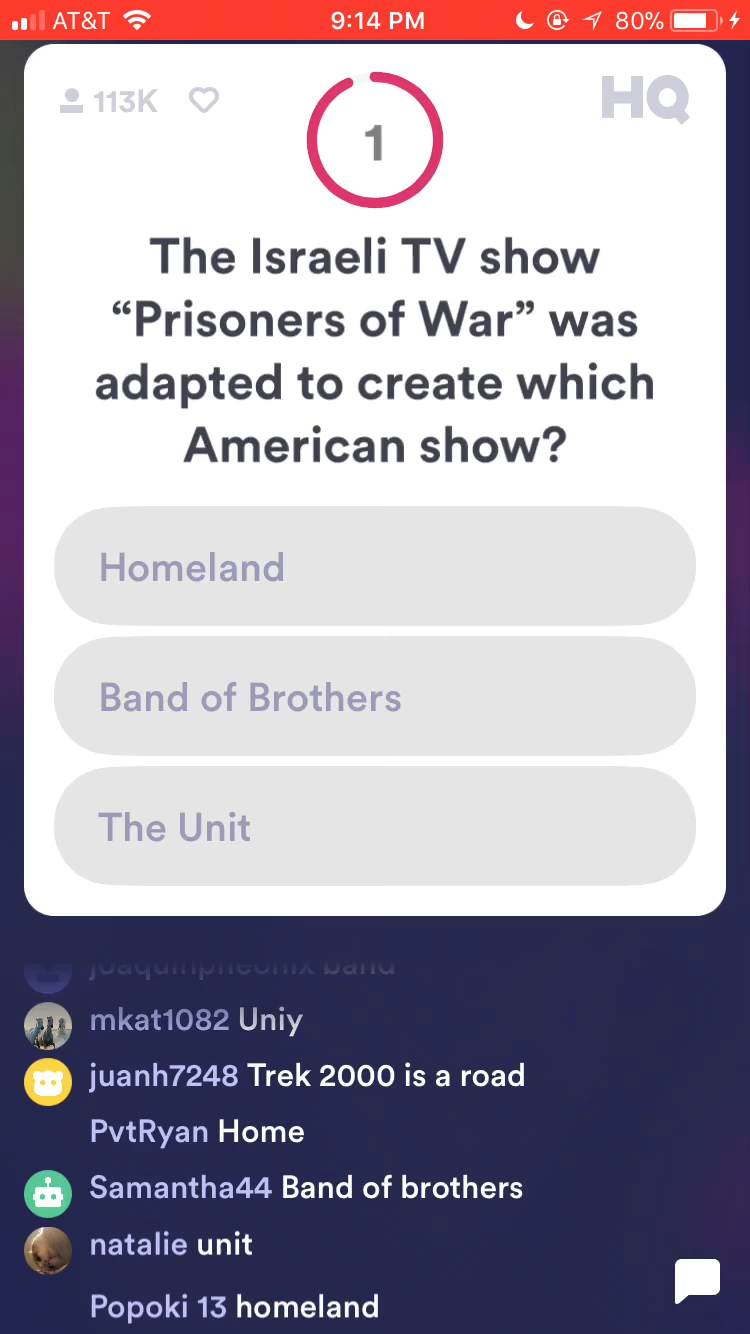 AT&T 9:14 PM 80%
113K
1
HQ
The Israeli TV show
“Prisoners of War” was
adapted to create which
American show?
Homeland
Band of Brothers
The Unit
joaquinpheonix band
mkat1082 Uniy
juanh7248 Trek 2000 is a road
PvtRyan Home
Samantha44 Band of brothers
natalie unit
Popoki 13 homeland